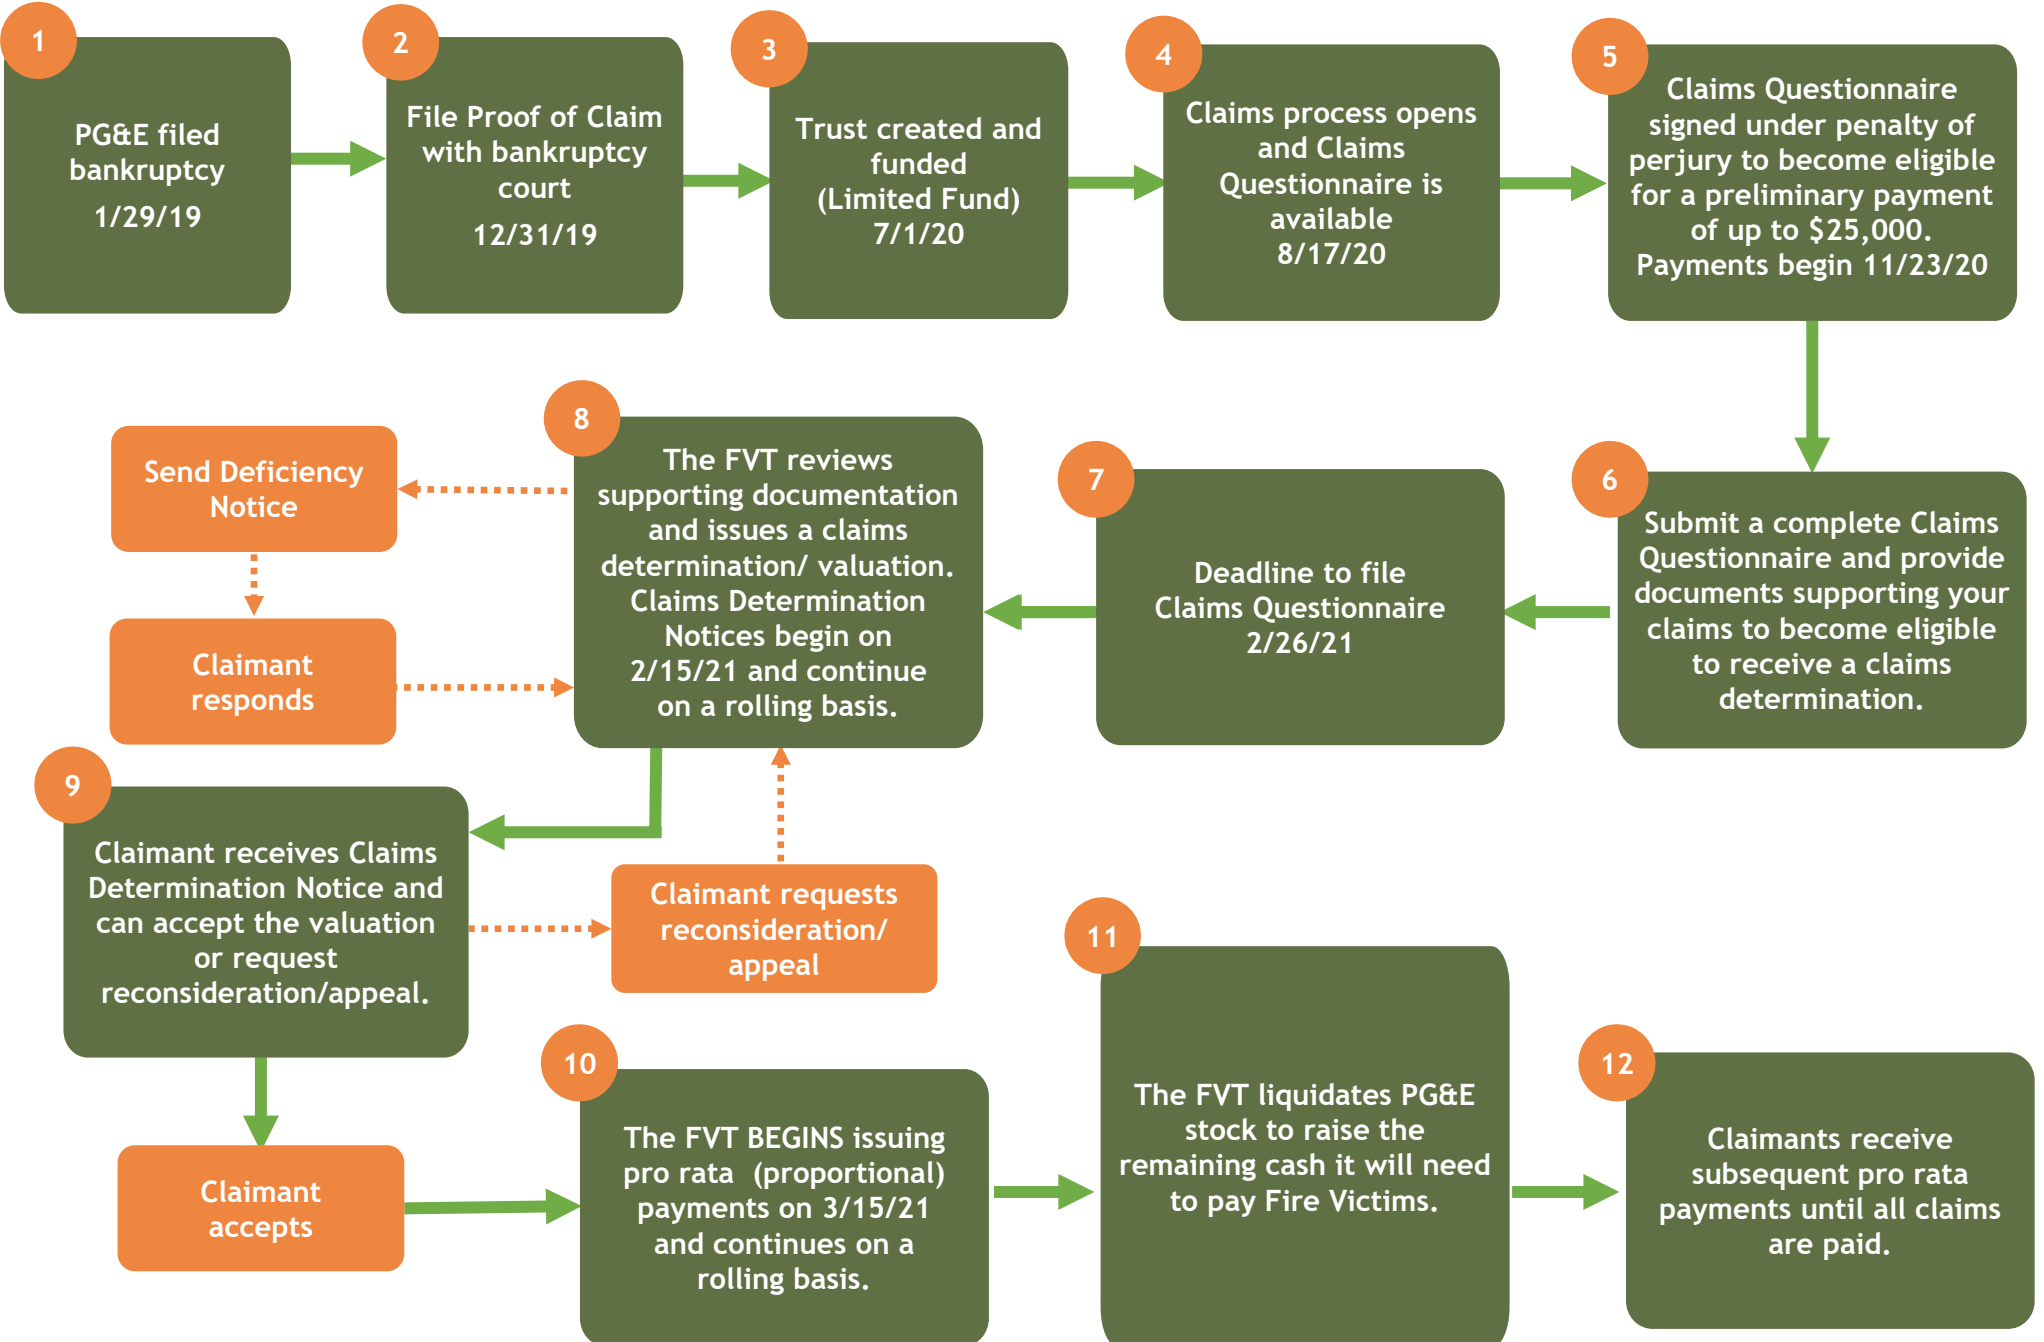 1
PG&E filed
bankruptcy
1/29/19
2
File Proof of Claim
with bankruptcy
court
12/31/19
3
Trust created and
funded
(Limited Fund)
7/1/20
4
Claims process opens
and Claims
Questionnaire is
available
8/17/20
5
Claims Questionnaire
signed under penalty of
perjury to become eligible
for a preliminary payment
of up to $25,000.
Payments begin 11/23/20
6
Submit a complete Claims
Questionnaire and provide
documents supporting your
claims to become eligible
to receive a claims
determination.
7
Deadline to file
Claims Questionnaire
2/26/21
8
The FVT reviews
supporting documentation
and issues a claims
determination/ valuation.
Claims Determination
Notices begin on
2/15/21 and continue
on a rolling basis.
Send Deficiency
Notice
Claimant
responds
9
Claimant receives Claims
Determination Notice and
can accept the valuation
or request
reconsideration/appeal.
Claimant requests
reconsideration/
appeal
Claimant
accepts
10
The FVT BEGINS issuing
pro rata (proportional)
payments on 3/15/21
and continues on a
rolling basis.
11
The FVT liquidates PG&E
stock to raise the
remaining cash it will need
to pay Fire Victims.
12
Claimants receive
subsequent pro rata
payments until all claims
are paid.